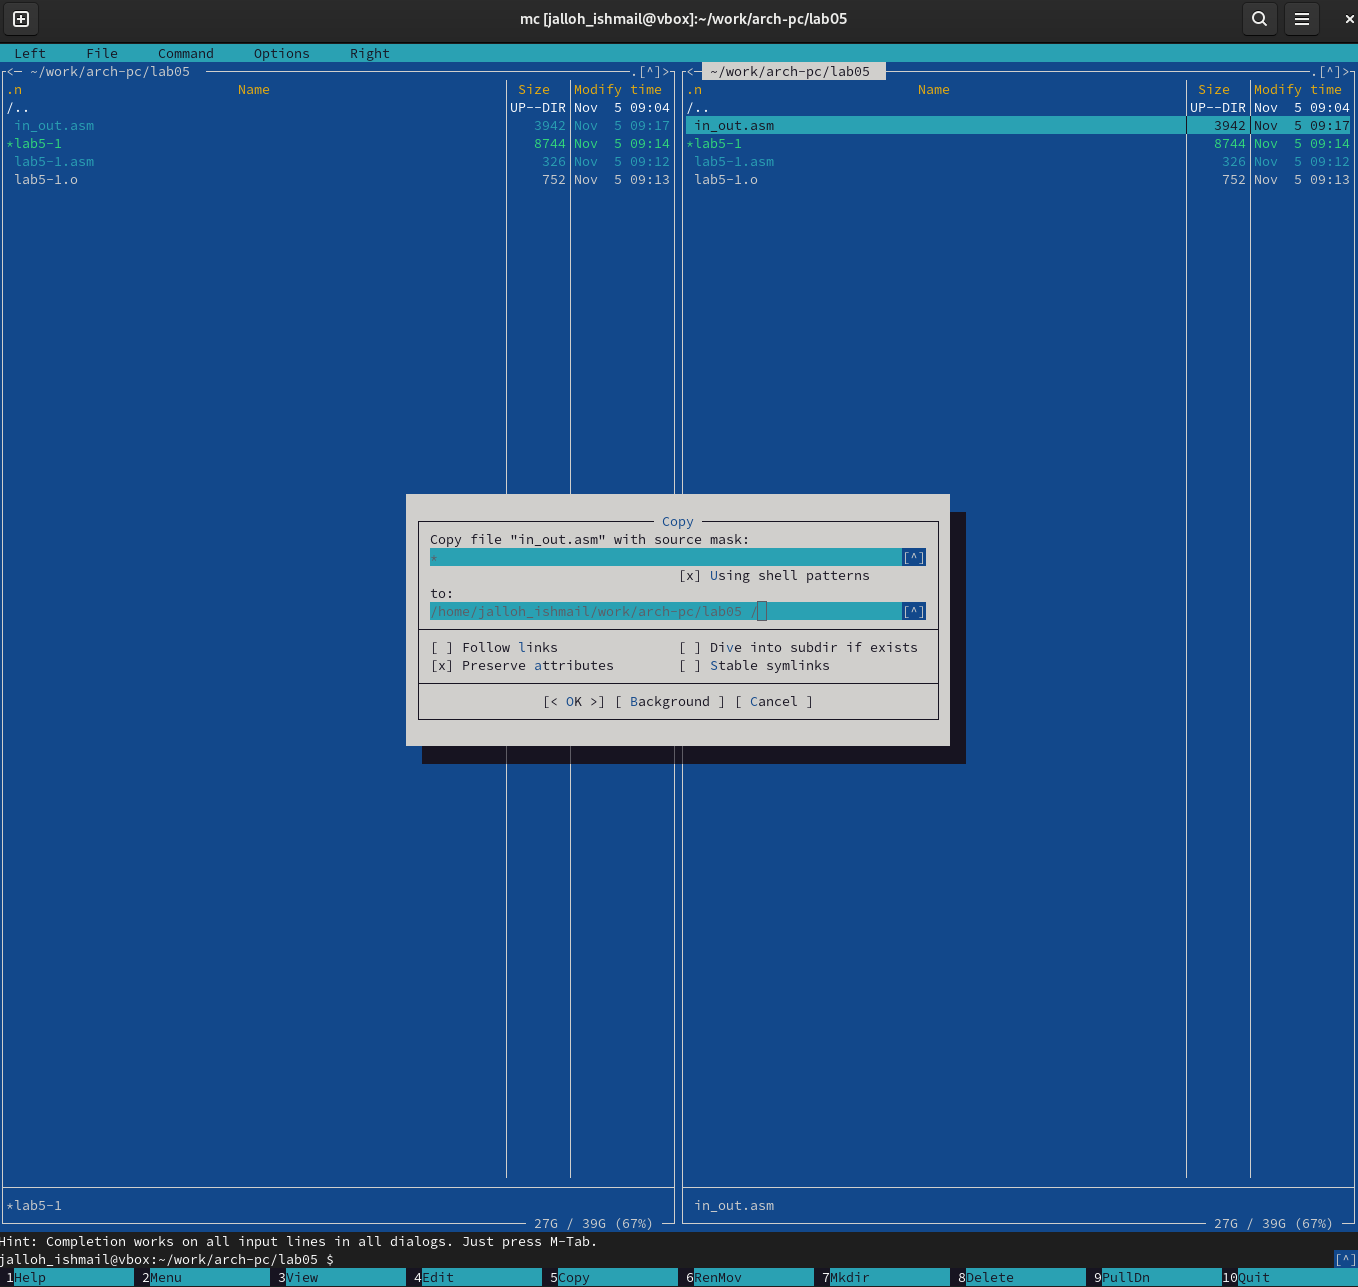 mc [jalloh_ishmail@vbox]:~/work/arch-pc/lab05
Left File Command Options Right
<─ ~/work/arch-pc/lab05 .[^]> <─ ~/work/arch-pc/lab05 .[^]>
.n Name Size Modify time .n Name Size Modify time
/.. UP--DIR Nov 5 09:04 /.. UP--DIR Nov 5 09:04
in_out.asm 3942 Nov 5 09:17 in_out.asm 3942 Nov 5 09:17
*lab5-1 8744 Nov 5 09:14 *lab5-1 8744 Nov 5 09:14
lab5-1.asm 326 Nov 5 09:12 lab5-1.asm 326 Nov 5 09:12
lab5-1.o 752 Nov 5 09:13 lab5-1.o 752 Nov 5 09:13
Copy
Copy file "in_out.asm" with source mask:
* [^]
[x] Using shell patterns
to:
/home/jalloh_ishmail/work/arch-pc/lab05 / [^]
[ ] Follow links [ ] Dive into subdir if exists
[x] Preserve attributes [ ] Stable symlinks
[< OK >] [ Background ] [ Cancel ]
*lab5-1 in_out.asm
27G / 39G (67%) 27G / 39G (67%)
Hint: Completion works on all input lines in all dialogs. Just press M-Tab.
jalloh_ishmail@vbox:~/work/arch-pc/lab05 $ [^]
1Help 2Menu 3View 4Edit 5Copy 6RenMov 7Mkdir 8Delete 9PullDn 10Quit